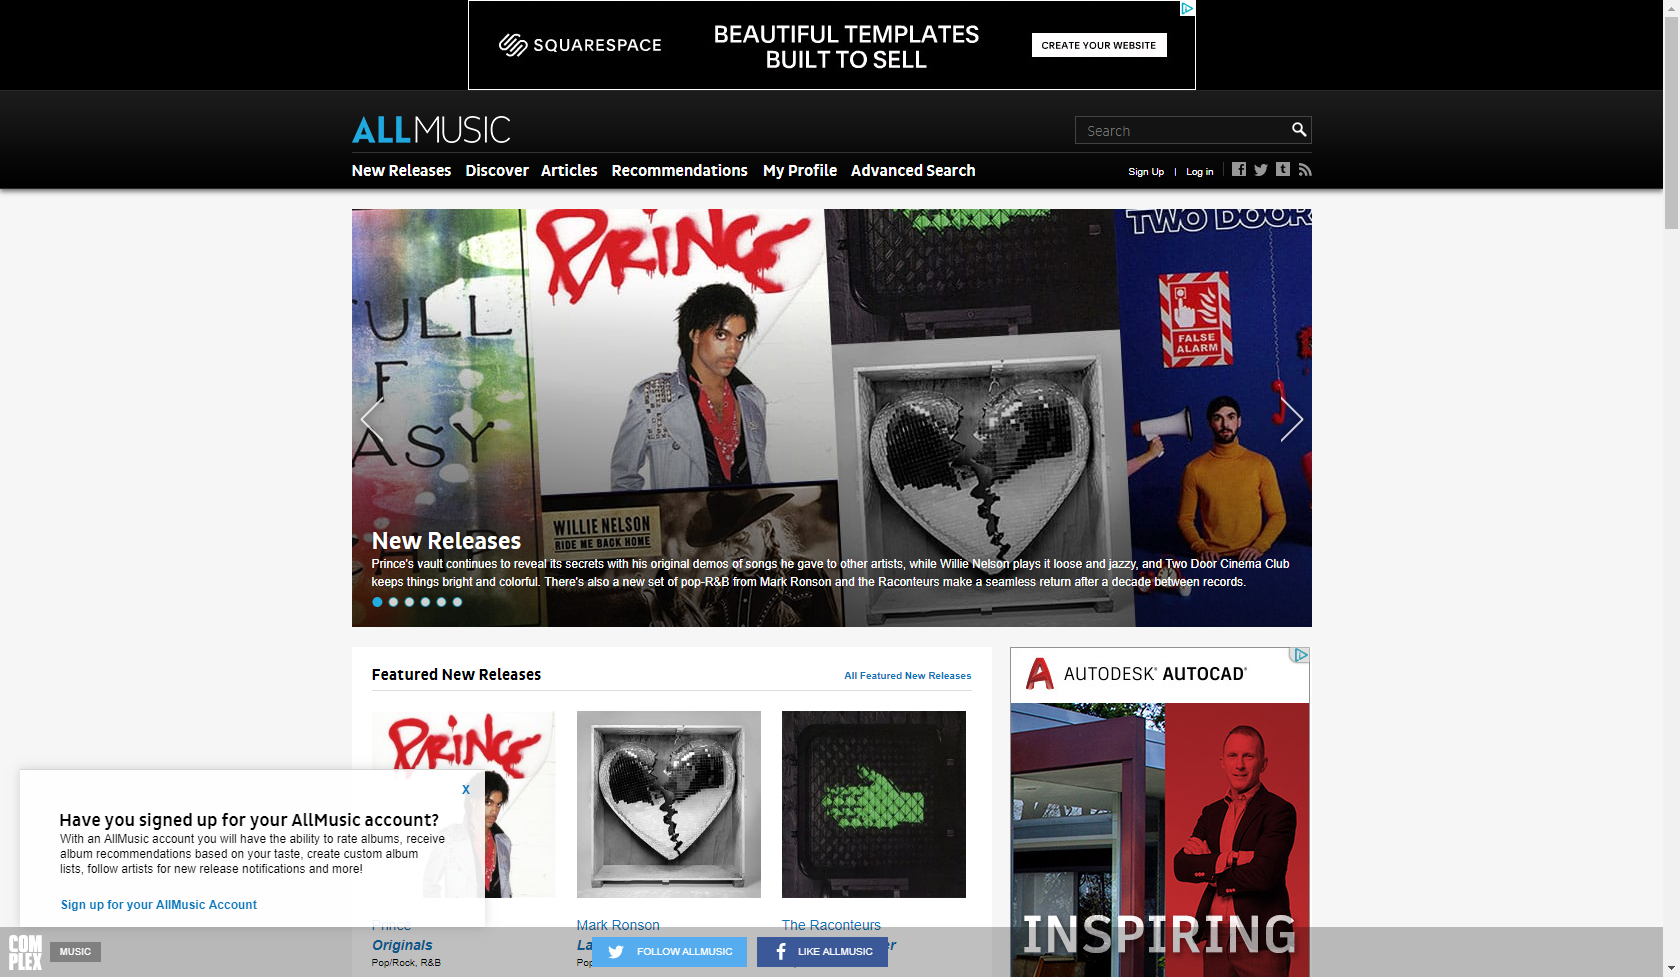 SQUARESPACE
BEAUTIFUL TEMPLATES
BUILT TO SELL
CREATE YOUR WEBSITE
ALLMUSIC
Search
New Releases Discover Articles Recommendations My Profile Advanced Search
Sign Up | Log in
PRINCE
TWO DOOR
FULL
FALSE
ALARM
F
ASY
WILLIE NELSON
RIDE ME BACK HOME
New Releases
Prince's vault continues to reveal its secrets with his original demos of songs he gave to other artists, while Willie Nelson plays it loose and jazzy, and Two Door Cinema Club
keeps things bright and colorful. There's also a new set of pop-R&B from Mark Ronson and the Raconteurs make a seamless return after a decade between records.
Featured New Releases
All Featured New Releases
AUTODESK® AUTOCAD®
PRINCE
X
Have you signed up for your AllMusic account?
With an AllMusic account you will have the ability to rate albums, receive
album recommendations based on your taste, create custom album
lists, follow artists for new release notifications and more!
Sign up for your AllMusic Account
Prince
Mark Ronson
The Raconteurs
INSPIRING
Originals
La
er
Pop/Rock, R&B
Pop
COMPLEX
MUSIC
FOLLOW ALLMUSIC
LIKE ALLMUSIC